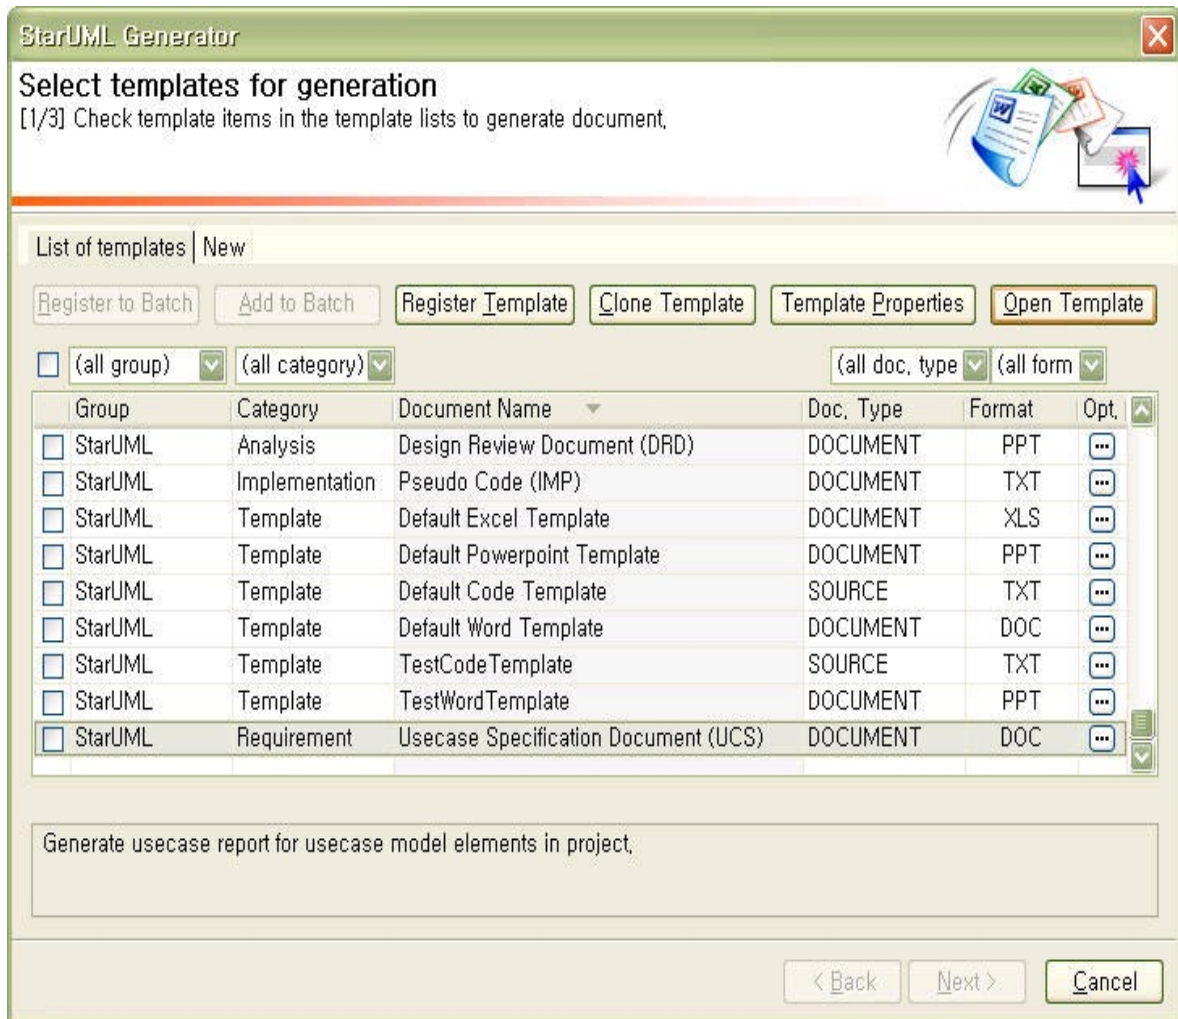 StarUML Generator
Select templates for generation
[1/3] Check template items in the template lists to generate document,
List of templates New
Register to Batch Add to Batch Register Template Clone Template Template Properties Open Template
(all group) (all category) (all doc, type (all form
Group Category Document Name Doc, Type Format Opt,
StarUML Analysis Design Review Document (DRD) DOCUMENT PPT
StarUML Implementation Pseudo Code (IMP) DOCUMENT TXT
StarUML Template Default Excel Template DOCUMENT XLS
StarUML Template Default Powerpoint Template DOCUMENT PPT
StarUML Template Default Code Template SOURCE TXT
StarUML Template Default Word Template DOCUMENT DOC
StarUML Template TestCodeTemplate SOURCE TXT
StarUML Template TestWordTemplate DOCUMENT PPT
StarUML Requirement Usecase Specification Document (UCS) DOCUMENT DOC
Generate usecase report for usecase model elements in project,
< Back Next > Cancel